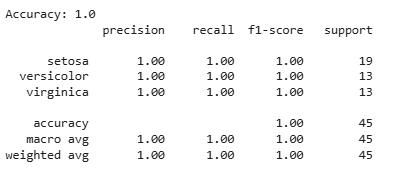 Accuracy: 1.0
precision recall f1-score support
setosa 1.00 1.00 1.00 19
versicolor 1.00 1.00 1.00 13
virginica 1.00 1.00 1.00 13
accuracy 1.00 45
macro avg 1.00 1.00 1.00 45
weighted avg 1.00 1.00 1.00 45